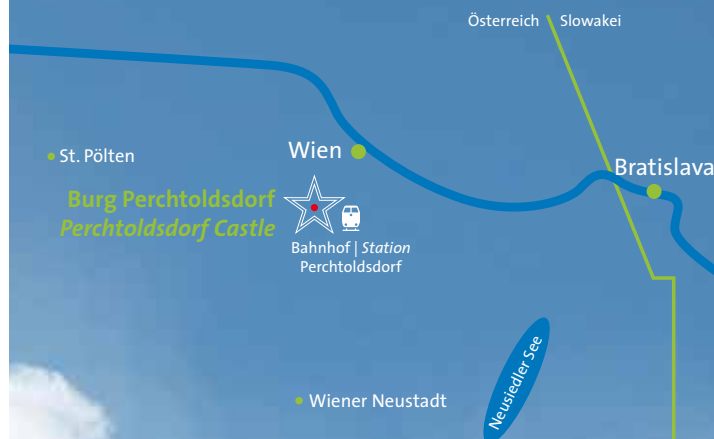 Österreich | Slowakei
St. Pölten
Wien
Bratislava
Burg Perchtoldsdorf
Perchtoldsdorf Castle
Bahnhof | Station
Perchtoldsdorf
Neusiedler See
Wiener Neustadt